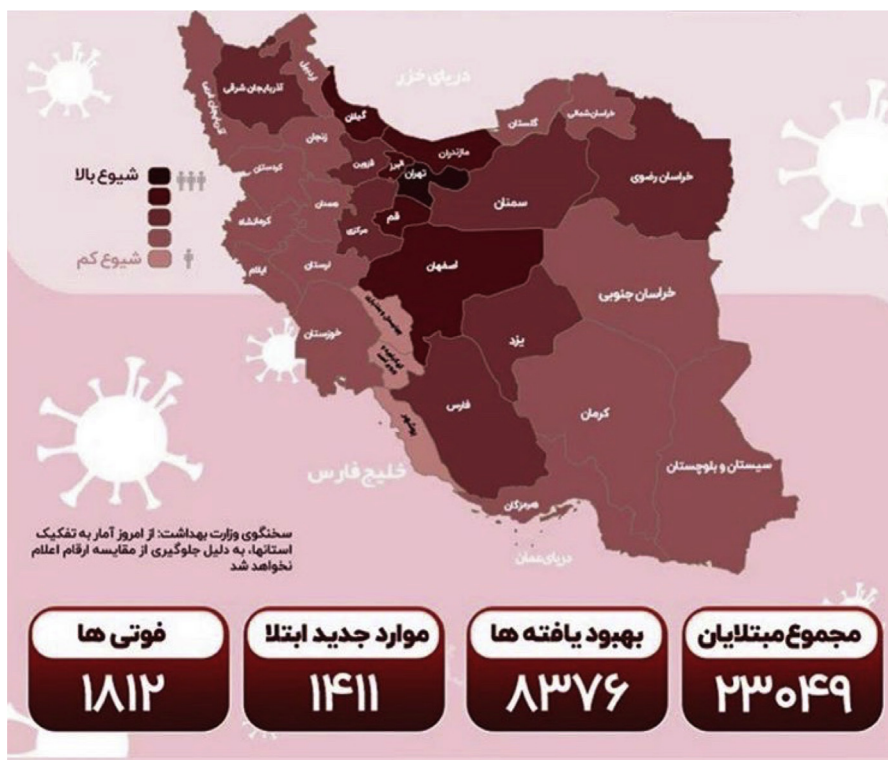 دریای خزر
اردبیل
آذربایجان شرقی
آذربایجان غربی
گیلان
گلستان
خراسان شمالی
زنجان
مازندران
کردستان
قزوین
البرز
تهران
خراسان رضوی
شیوع بالا
سمنان
همدان
قم
کرمانشاه
مرکزی
شیوع کم
ایلام
لرستان
اصفهان
خراسان جنوبی
خوزستان
یزد
فارس
بوشهر
کرمان
خلیج فارس
سیستان و بلوچستان
هرمزگان
دریای عمان
سخنگوی وزارت بهداشت: از امروز آمار به تفکیک
استانها، به دلیل جلوگیری از مقایسه ارقام اعلام
نخواهد شد
مجموع مبتلایان
۲۳۰۴۹
بهبود یافته ها
۸۳۷۶
موارد جدید ابتلا
۱۴۱۱
فوتی ها
۱۸۱۲